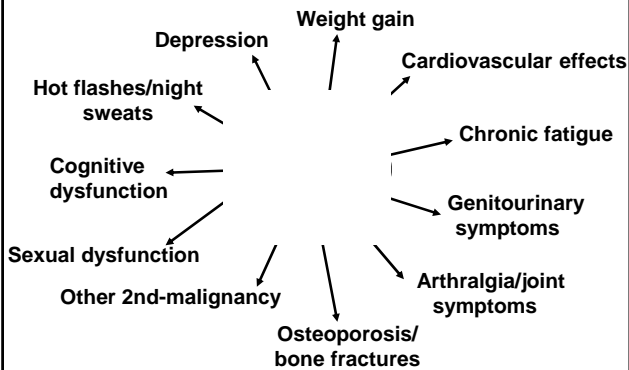 Weight gain
Depression
Cardiovascular effects
Hot flashes/night
sweats
Chronic fatigue
Cognitive
dysfunction
Genitourinary
symptoms
Sexual dysfunction
Arthralgia/joint
symptoms
Other 2nd-malignancy
Osteoporosis/
bone fractures